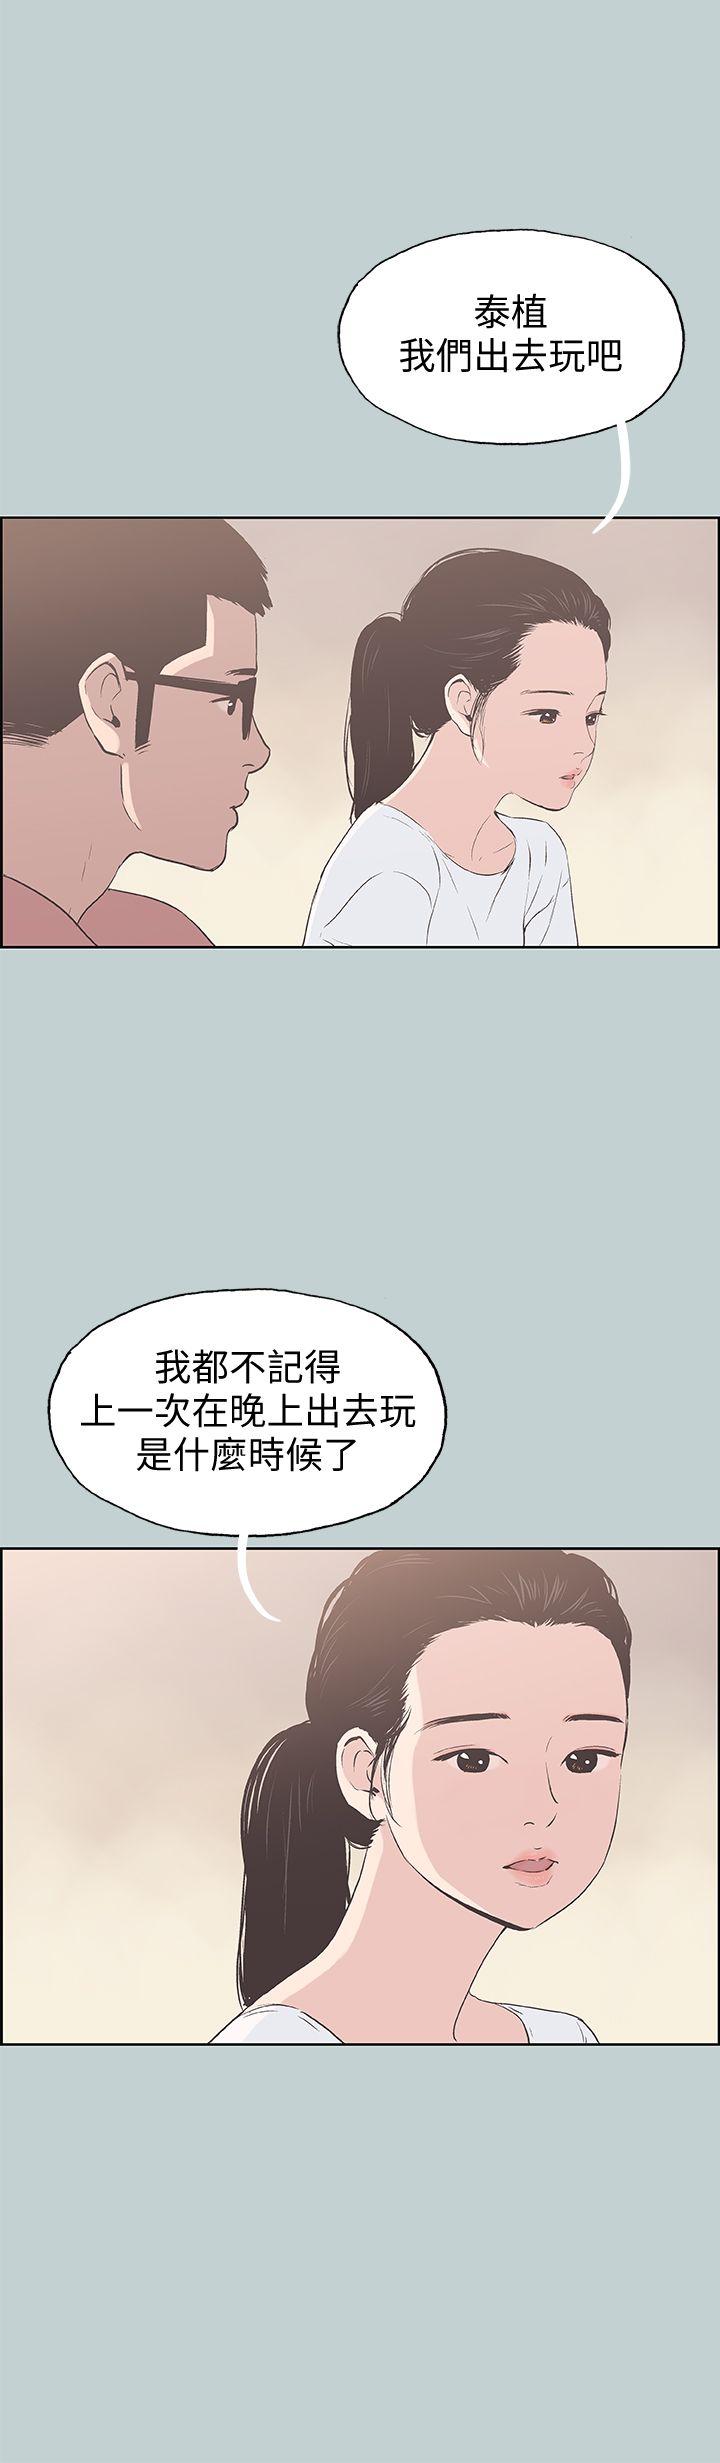 泰植
我們出去玩吧
我都不記得
上一次在晚上出去玩
是什麼時候了